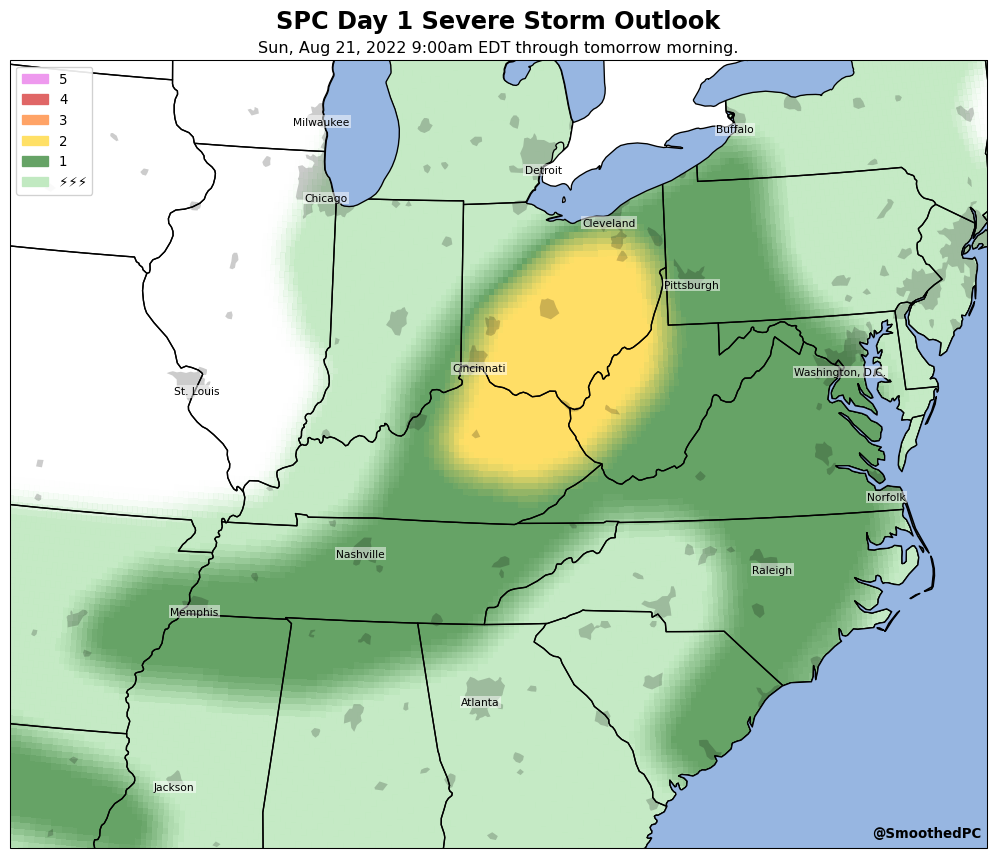 SPC Day 1 Severe Storm Outlook
Sun, Aug 21, 2022 9:00am EDT through tomorrow morning.
5
4
3
2
1
⚡⚡⚡
Milwaukee
Buffalo
Detroit
Chicago
Cleveland
Pittsburgh
Cincinnati
Washington, D.C.
St. Louis
Norfolk
Nashville
Raleigh
Memphis
Atlanta
Jackson
@SmoothedPC